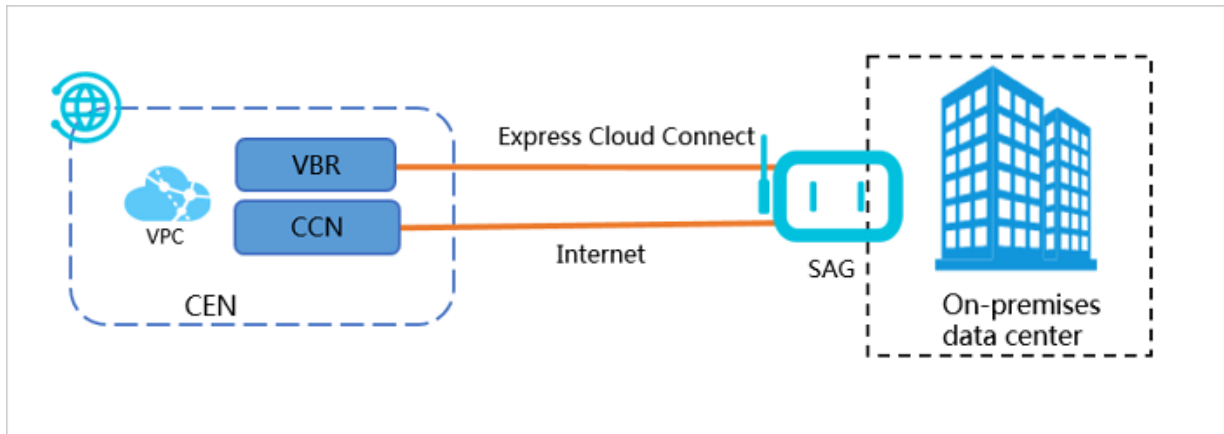 Express Cloud Connect
VBR
VPC
CCN
Internet
SAG
CEN
On-premises
data center